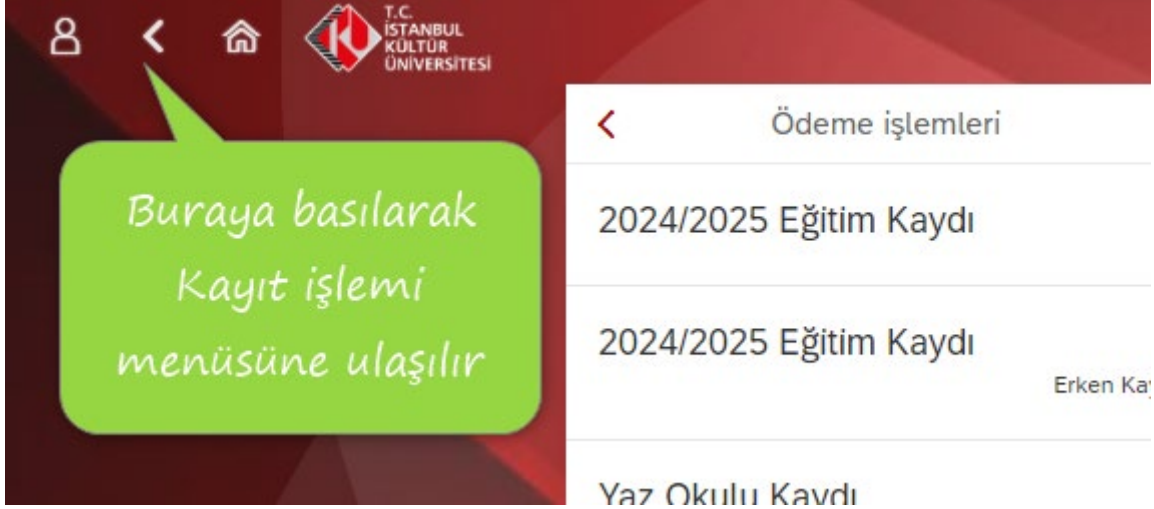 T.C.
İSTANBUL
KÜLTÜR
ÜNİVERSİTESİ
Buraya basılarak
Kayıt işlemi
menüsüne ulaşılır
Ödeme işlemleri
2024/2025 Eğitim Kaydı
2024/2025 Eğitim Kaydı
Erken
Yaz Okulu Kaydı